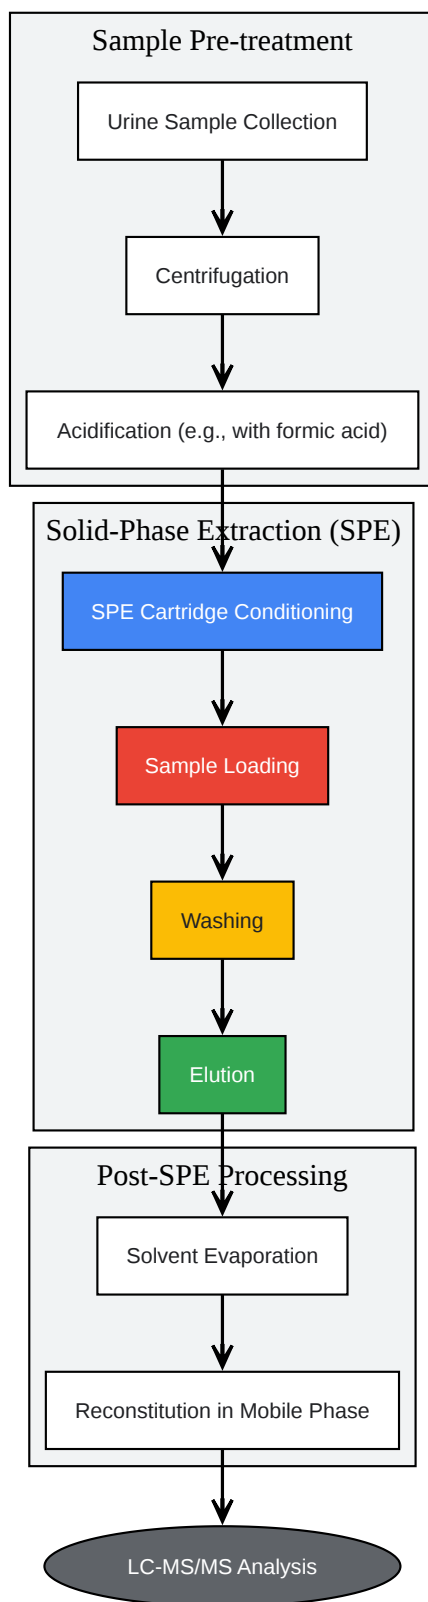 Sample Pre-treatment
Urine Sample Collection
Centrifugation
Acidification (e.g., with formic acid)
Solid-Phase Extraction (SPE)
SPE Cartridge Conditioning
Sample Loading
Washing
Elution
Post-SPE Processing
Solvent Evaporation
Reconstitution in Mobile Phase
LC-MS/MS Analysis